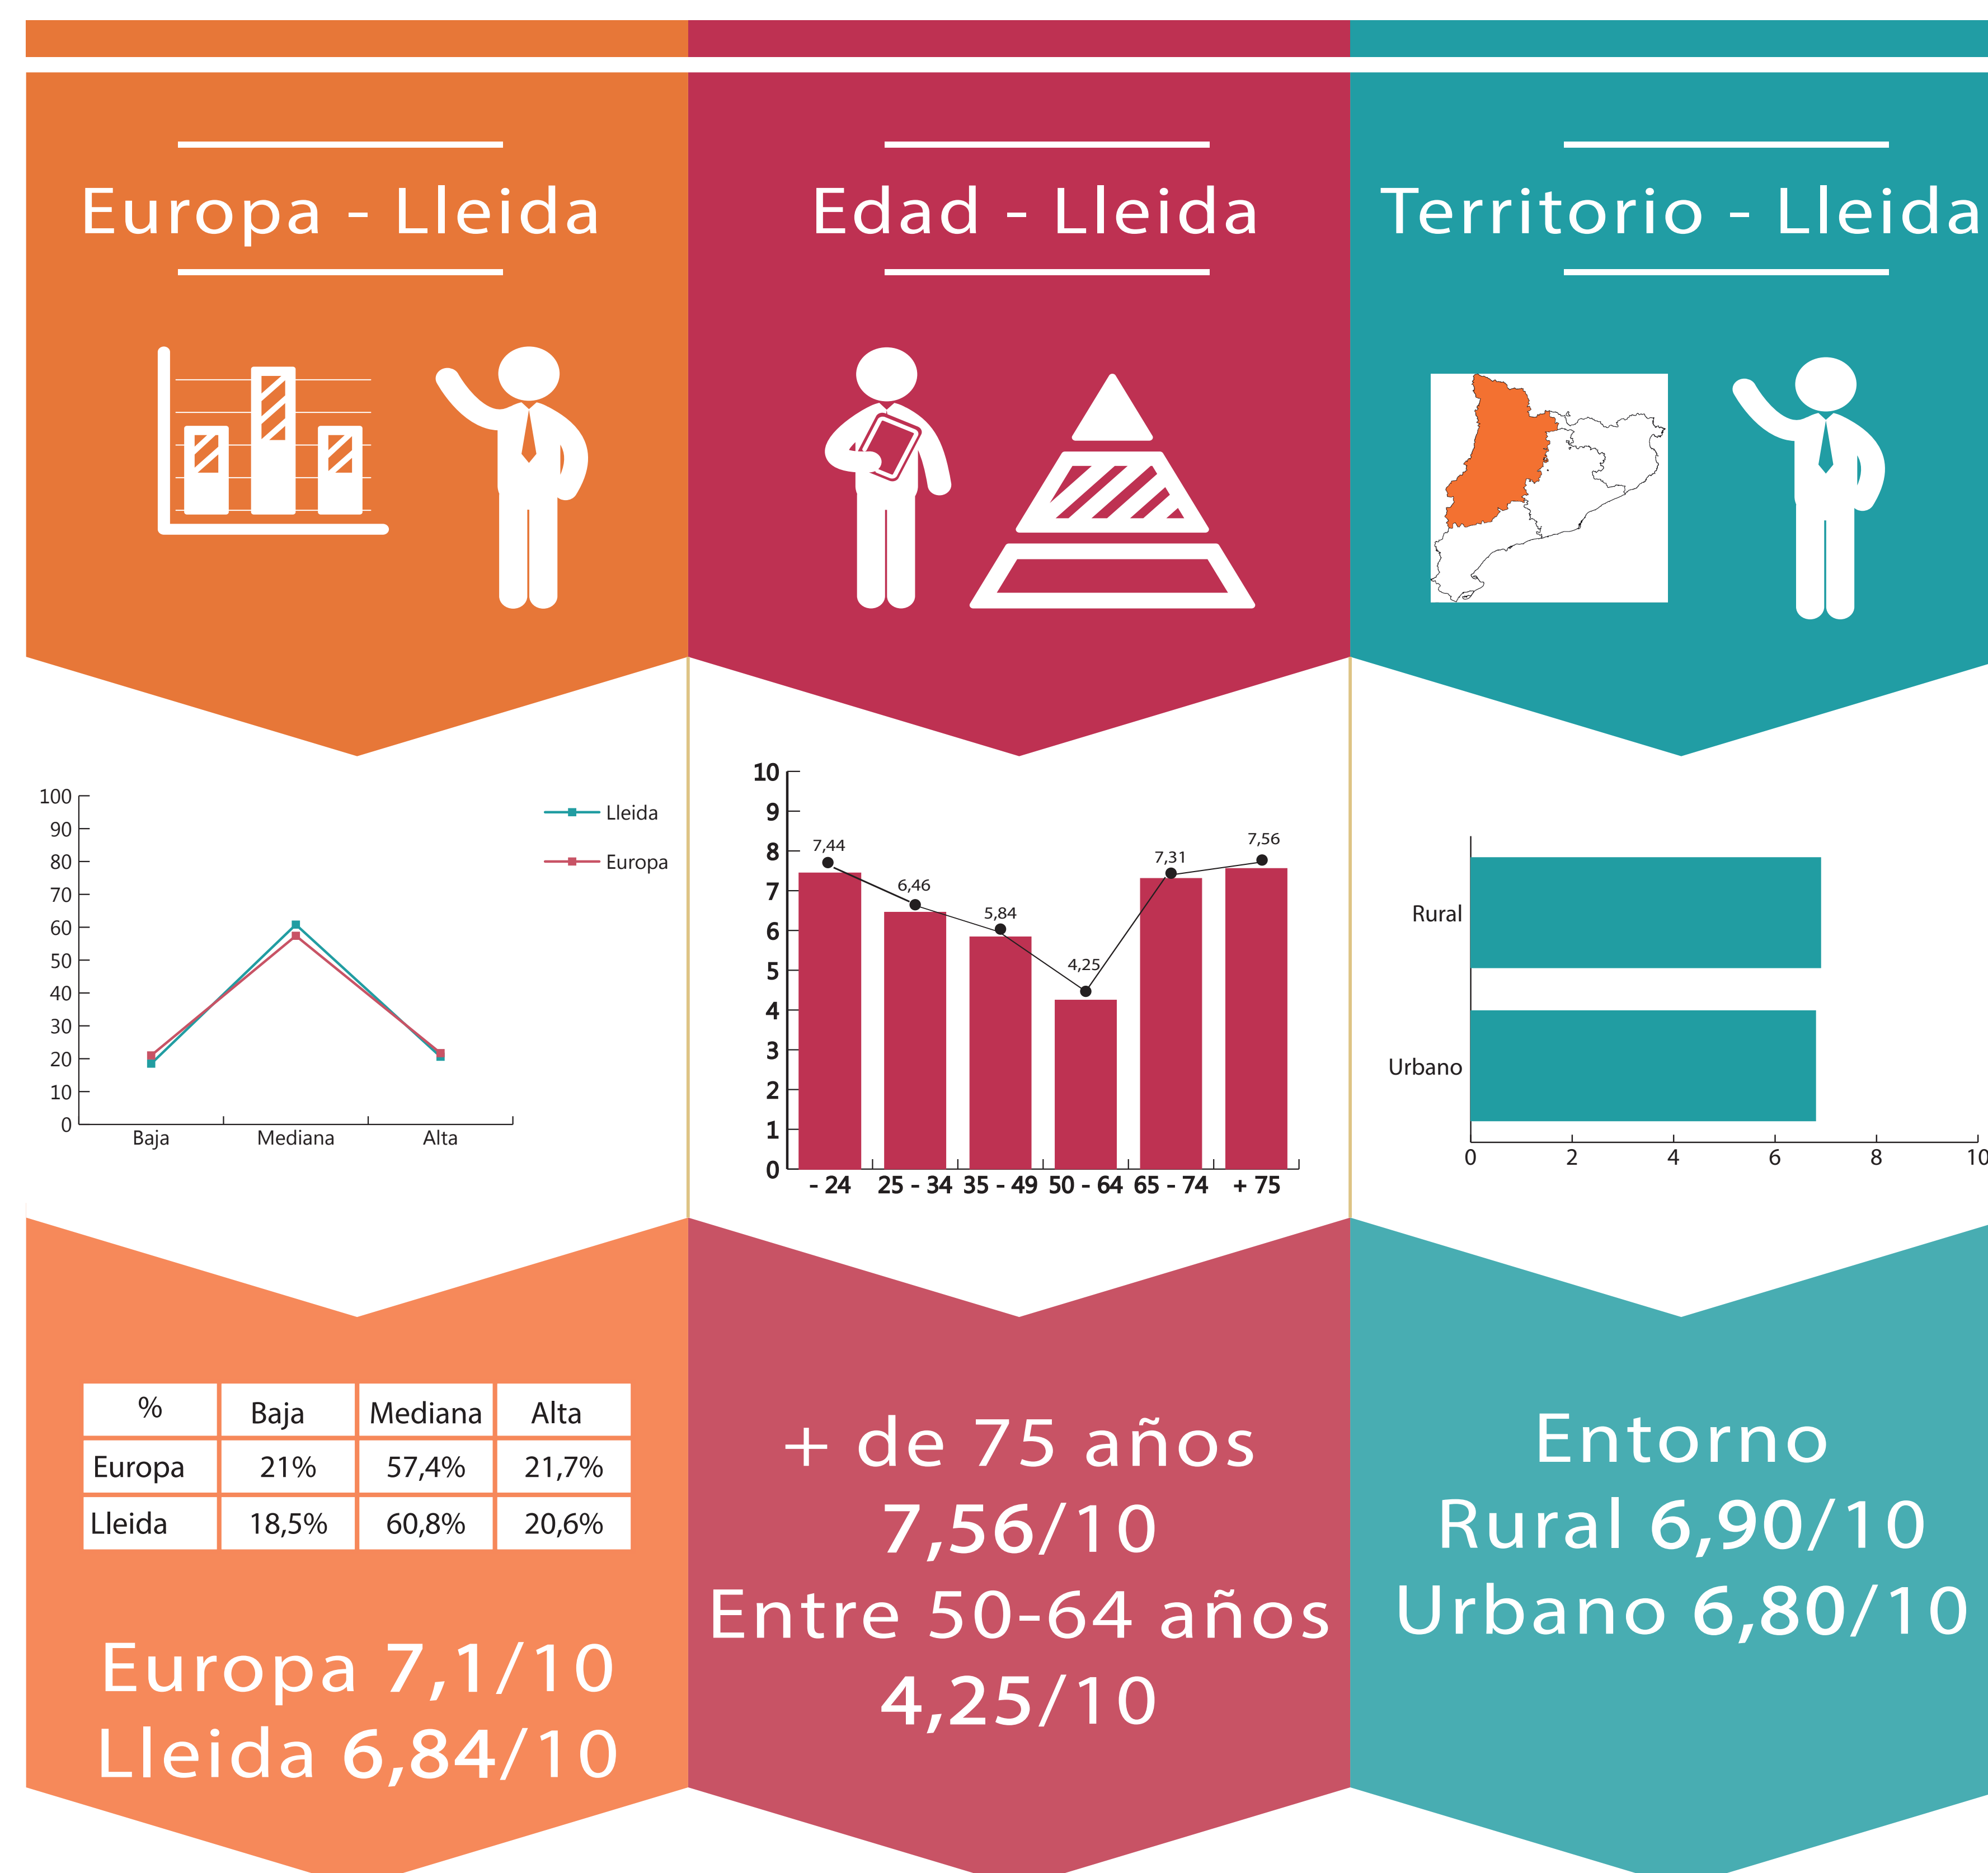 Europa - Lleida
Edad - Lleida
Territorio - Lleida
100
90
80
70
60
50
40
30
20
10
0
Baja Mediana Alta
Lleida
Europa
10
9
8
7
6
5
4
3
2
1
0
7,44
6,46
5,84
4,25
7,31
7,56
- 24 25 - 34 35 - 49 50 - 64 65 - 74 + 75
Rural
Urbano
0 2 4 6 8 10
% Baja Mediana Alta
Europa 21% 57,4% 21,7%
Lleida 18,5% 60,8% 20,6%
Europa 7,1/10
Lleida 6,84/10
+ de 75 años
7,56/10
Entre 50-64 años
4,25/10
Entorno
Rural 6,90/10
Urbano 6,80/10